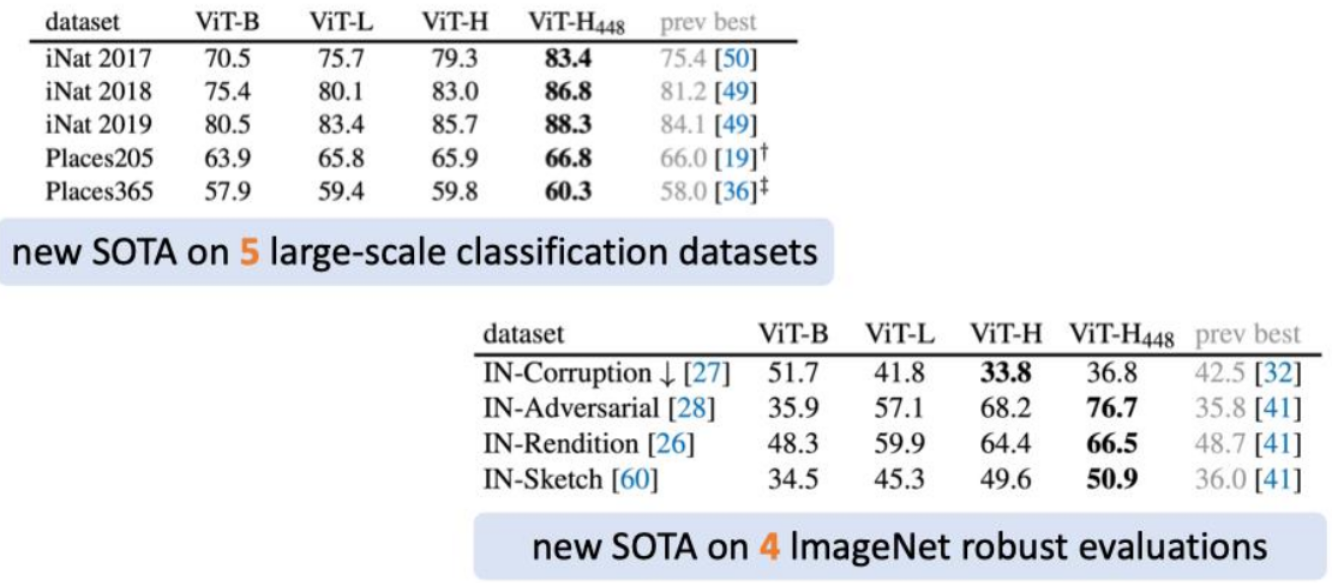 dataset ViT-B ViT-L ViT-H ViT-H₄₄₈ prev best
iNat 2017 70.5 75.7 79.3 83.4 75.4 [50]
iNat 2018 75.4 80.1 83.0 86.8 81.2 [49]
iNat 2019 80.5 83.4 85.7 88.3 84.1 [49]
Places205 63.9 65.8 65.9 66.8 66.0 [19]†
Places365 57.9 59.4 59.8 60.3 58.0 [36]‡
new SOTA on 5 large-scale classification datasets
dataset ViT-B ViT-L ViT-H ViT-H₄₄₈ prev best
IN-Corruption ↓ [27] 51.7 41.8 33.8 36.8 42.5 [32]
IN-Adversarial [28] 35.9 57.1 68.2 76.7 35.8 [41]
IN-Rendition [26] 48.3 59.9 64.4 66.5 48.7 [41]
IN-Sketch [60] 34.5 45.3 49.6 50.9 36.0 [41]
new SOTA on 4 ImageNet robust evaluations